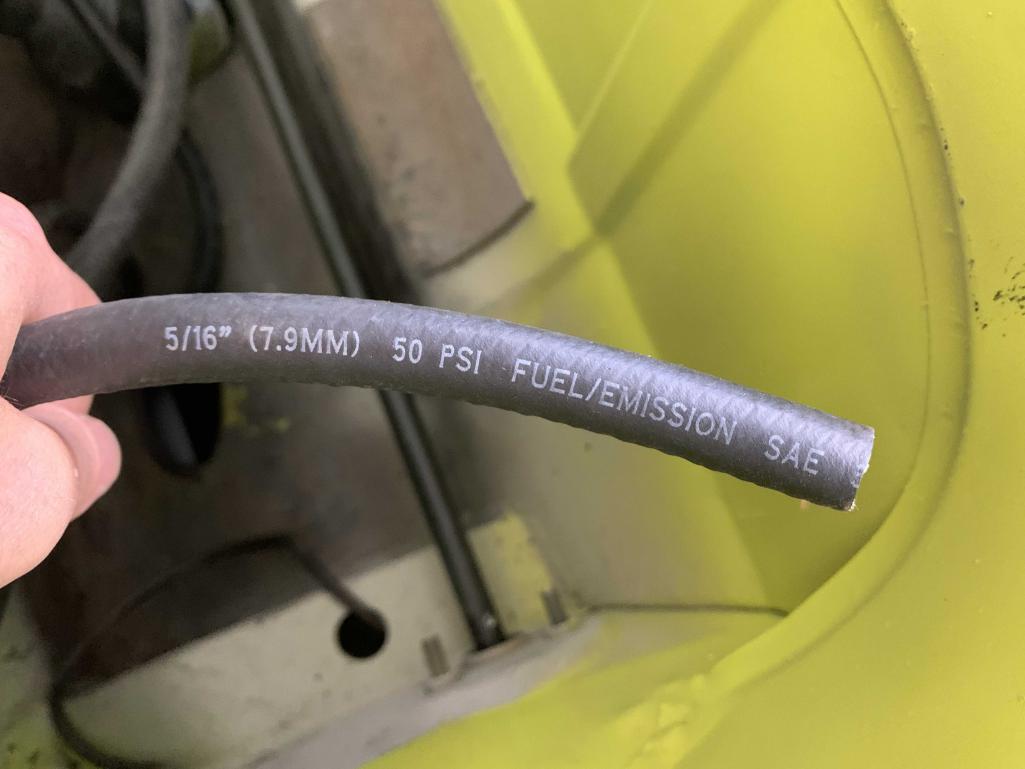 5/16” (7.9MM) 50 PSI FUEL/EMISSION SAE